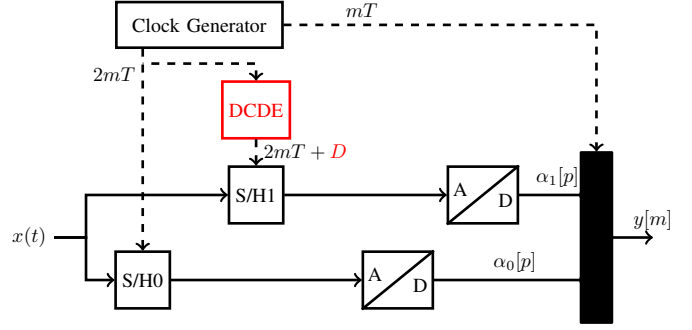 Clock Generator
mT
2mT
DCDE
2mT + D
S/H1
A
D
α₁[p]
x(t)
y[m]
S/H0
A
D
α₀[p]